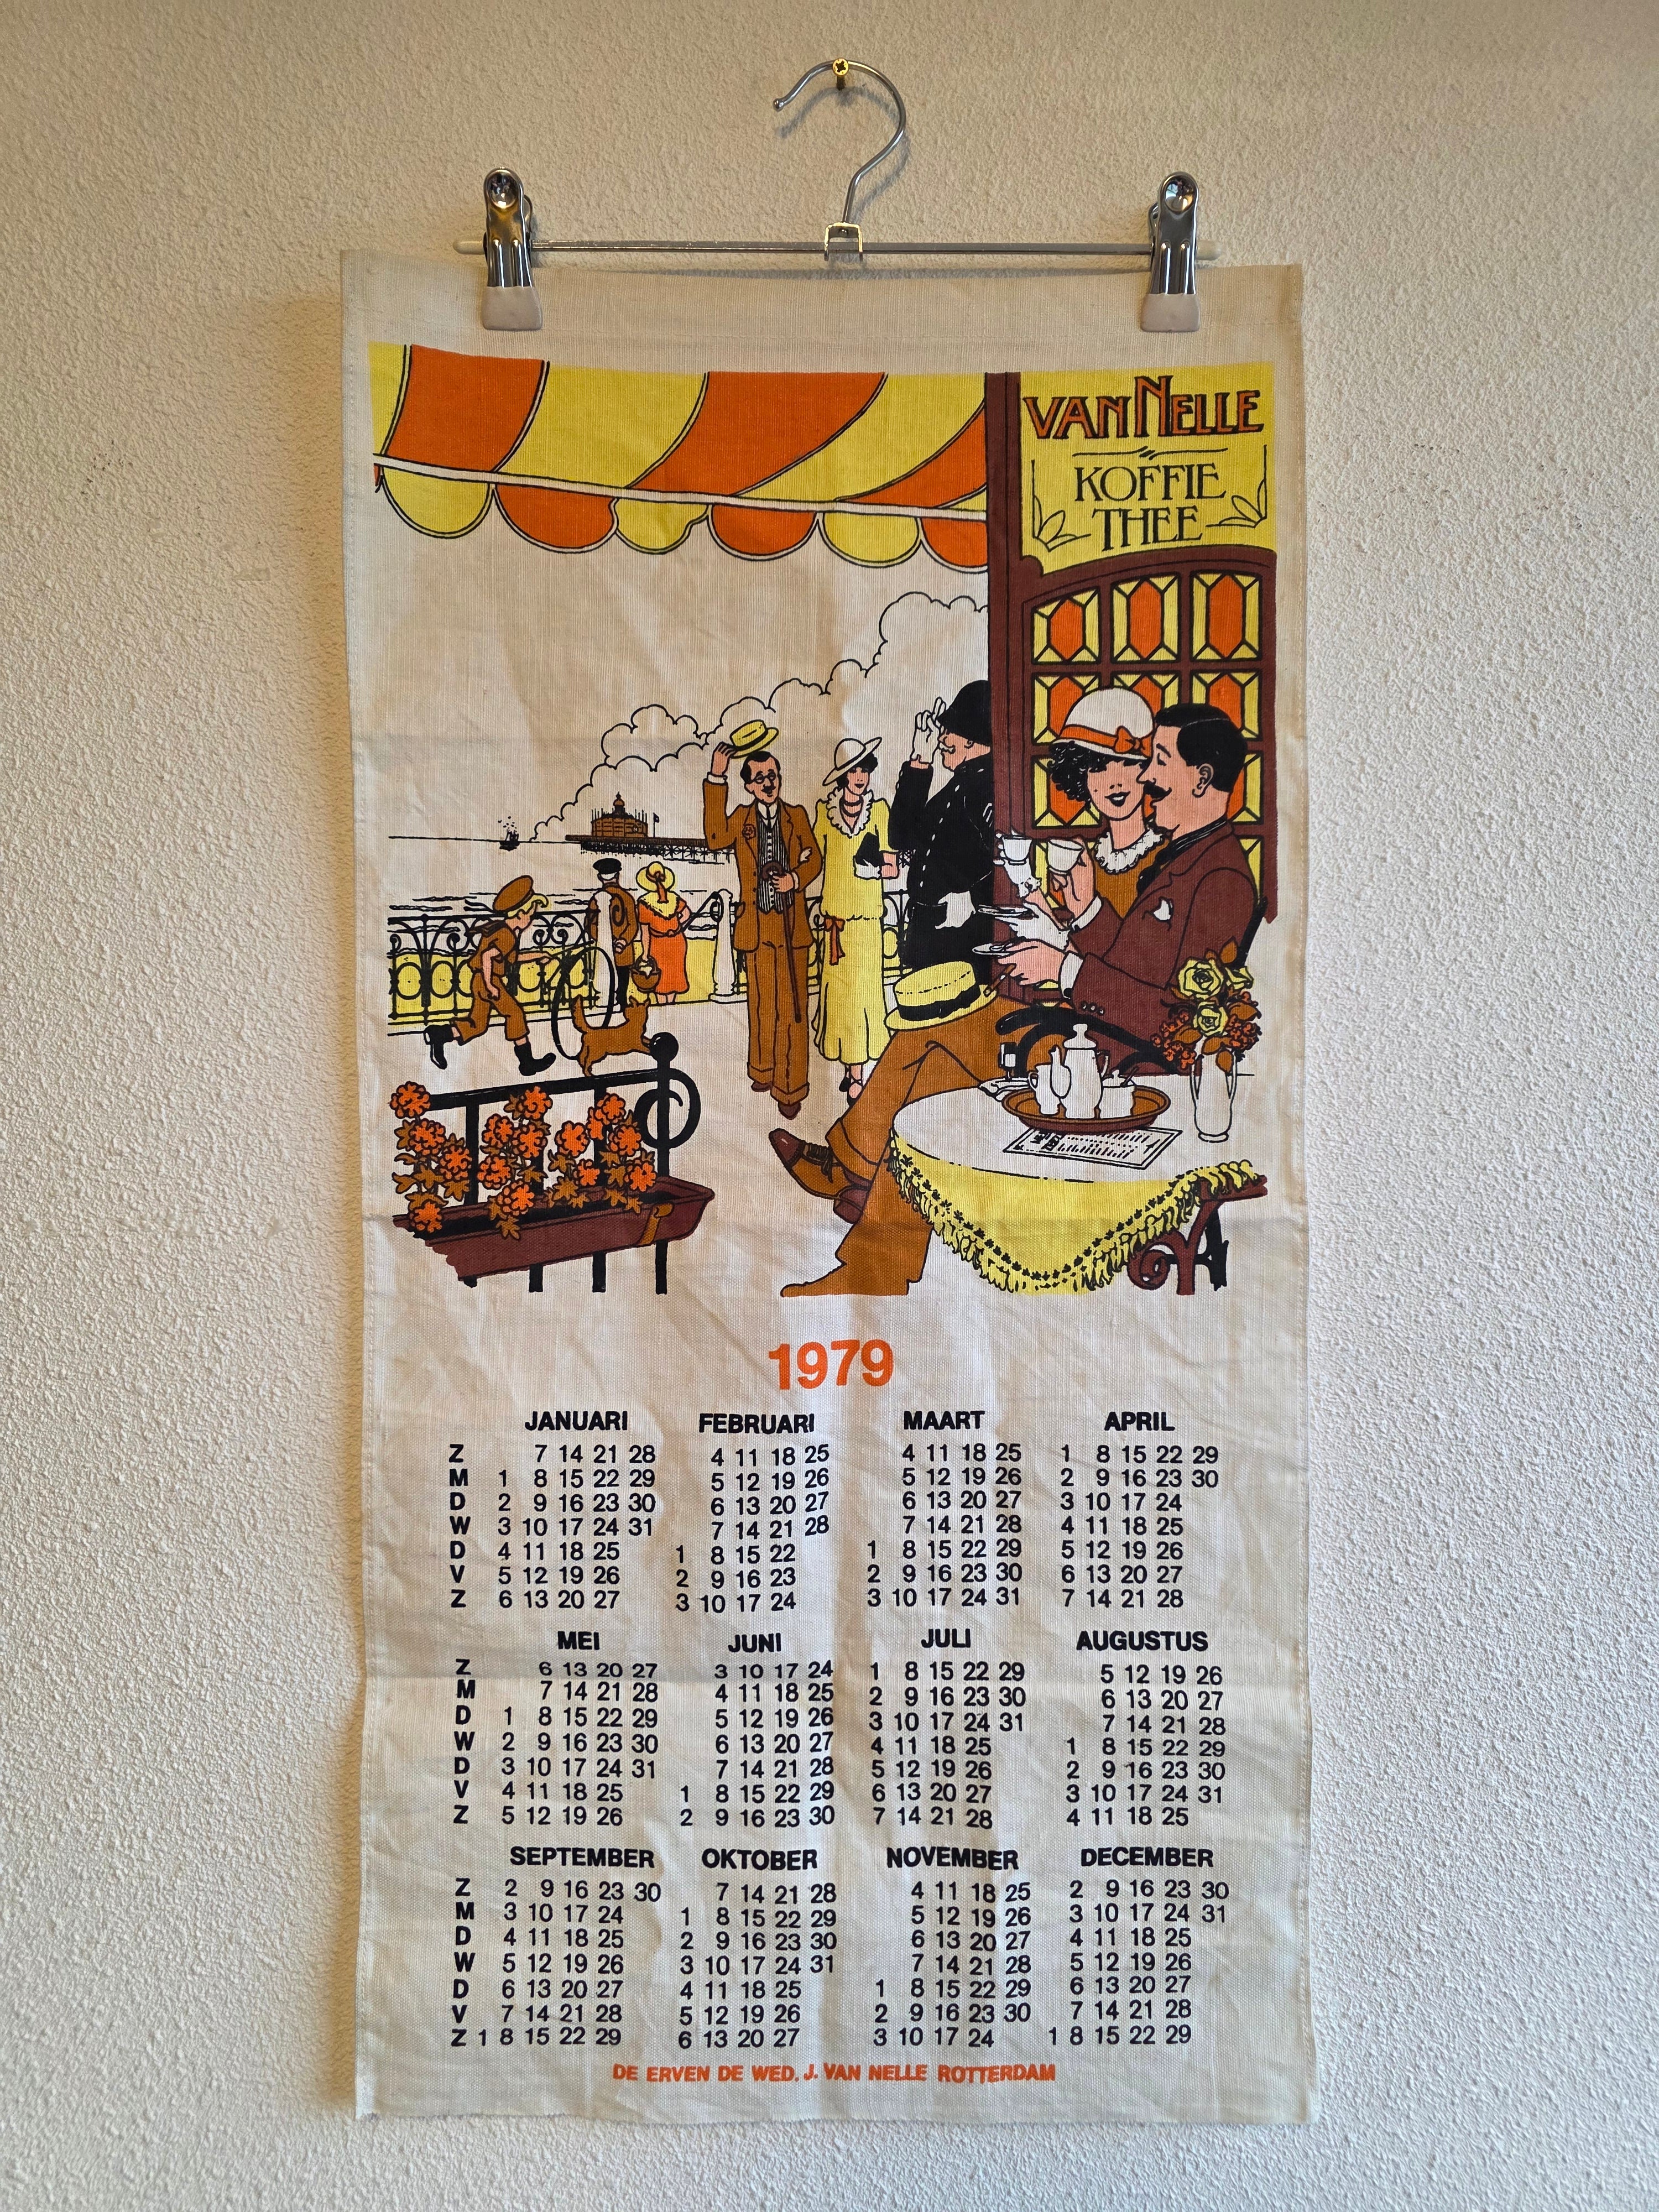 VAN NELLE
KOFFIE
THEE
1979
JANUARI FEBRUARI MAART APRIL
Z 7 14 21 28 4 11 18 25 4 11 18 25 1 8 15 22 29
M 1 8 15 22 29 5 12 19 26 5 12 19 26 2 9 16 23 30
D 2 9 16 23 30 6 13 20 27 6 13 20 27 3 10 17 24
W 3 10 17 24 31 7 14 21 28 7 14 21 28 4 11 18 25
D 4 11 18 25 1 8 15 22 1 8 15 22 29 5 12 19 26
V 5 12 19 26 2 9 16 23 2 9 16 23 30 6 13 20 27
Z 6 13 20 27 3 10 17 24 3 10 17 24 31 7 14 21 28
MEI JUNI JULI AUGUSTUS
Z 6 13 20 27 3 10 17 24 1 8 15 22 29 5 12 19 26
M 7 14 21 28 4 11 18 25 2 9 16 23 30 6 13 20 27
D 1 8 15 22 29 5 12 19 26 3 10 17 24 31 7 14 21 28
W 2 9 16 23 30 6 13 20 27 4 11 18 25 1 8 15 22 29
D 3 10 17 24 31 7 14 21 28 5 12 19 26 2 9 16 23 30
V 4 11 18 25 1 8 15 22 29 6 13 20 27 3 10 17 24 31
Z 5 12 19 26 2 9 16 23 30 7 14 21 28 4 11 18 25
SEPTEMBER OKTOBER NOVEMBER DECEMBER
Z 2 9 16 23 30 7 14 21 28 4 11 18 25 2 9 16 23 30
M 3 10 17 24 1 8 15 22 29 5 12 19 26 3 10 17 24 31
D 4 11 18 25 2 9 16 23 30 6 13 20 27 4 11 18 25
W 5 12 19 26 3 10 17 24 31 7 14 21 28 5 12 19 26
D 6 13 20 27 4 11 18 25 1 8 15 22 29 6 13 20 27
V 7 14 21 28 5 12 19 26 2 9 16 23 30 7 14 21 28
Z 1 8 15 22 29 6 13 20 27 3 10 17 24 1 8 15 22 29
DE ERVEN DE WED. J. VAN NELLE ROTTERDAM